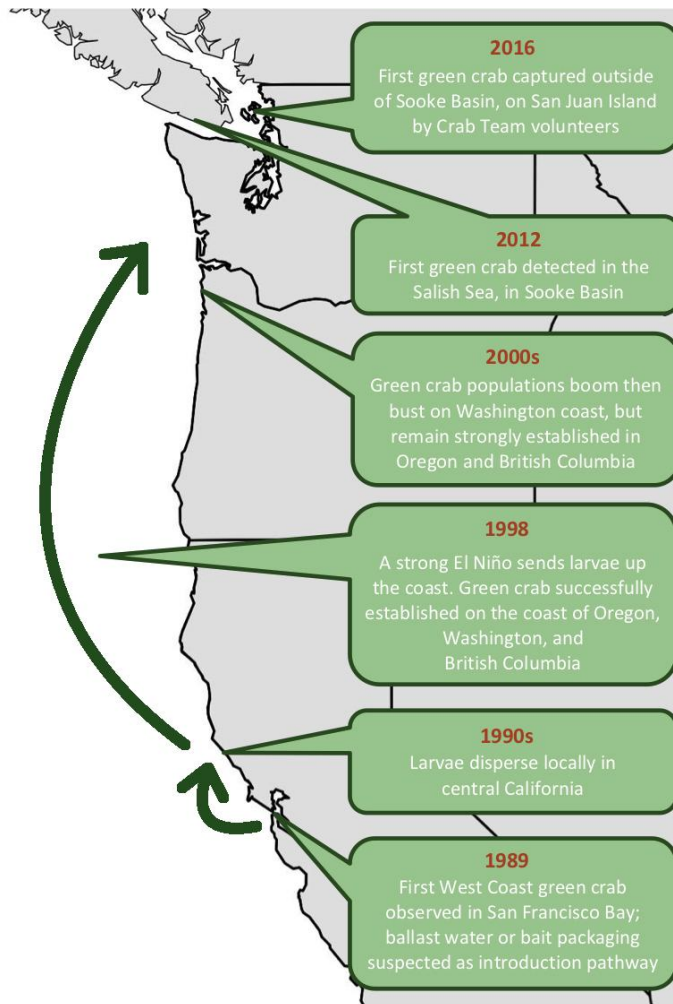 2016
First green crab captured outside
of Sooke Basin, on San Juan Island
by Crab Team volunteers
2012
First green crab detected in the
Salish Sea, in Sooke Basin
2000s
Green crab populations boom then
bust on Washington coast, but
remain strongly established in
Oregon and British Columbia
1998
A strong El Niño sends larvae up
the coast. Green crab successfully
established on the coast of Oregon,
Washington, and
British Columbia
1990s
Larvae disperse locally in
central California
1989
First West Coast green crab
observed in San Francisco Bay;
ballast water or bait packaging
suspected as introduction pathway